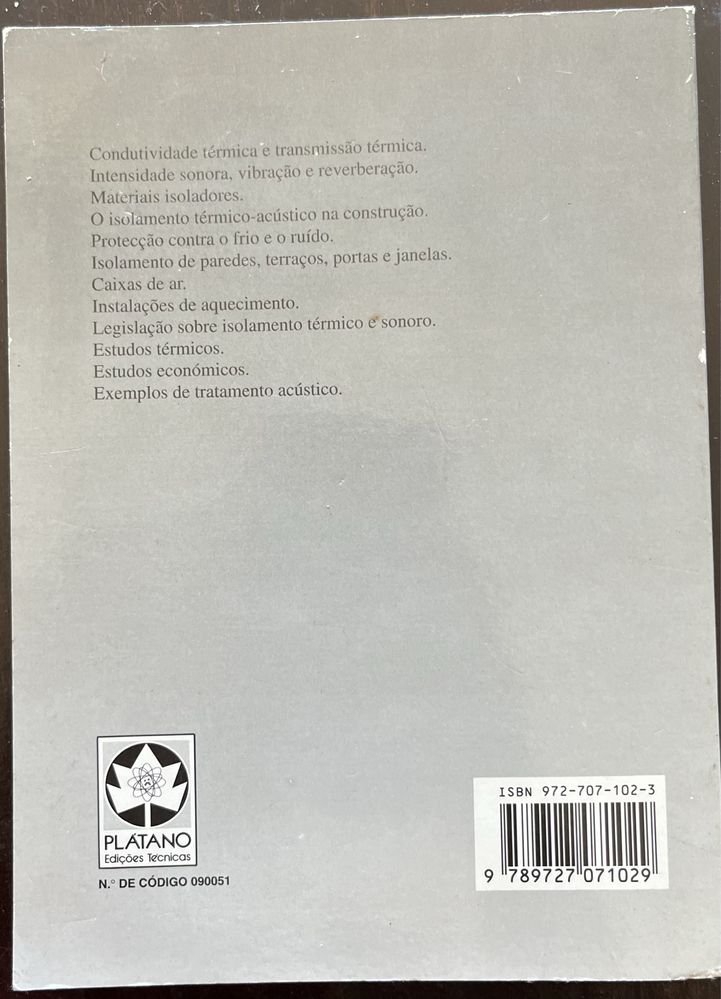 Condutividade térmica e transmissão térmica.
Intensidade sonora, vibração e reverberação.
Materiais isoladores.
O isolamento térmico-acústico na construção.
Protecção contra o frio e o ruído.
Isolamento de paredes, terraços, portas e janelas.
Caixas de ar.
Instalações de aquecimento.
Legislação sobre isolamento térmico e sonoro.
Estudos térmicos.
Estudos económicos.
Exemplos de tratamento acústico.
PLÁTANO
Edições Técnicas
N.° DE CÓDIGO 090051
ISBN 972-707-102-3
9 789727 071029